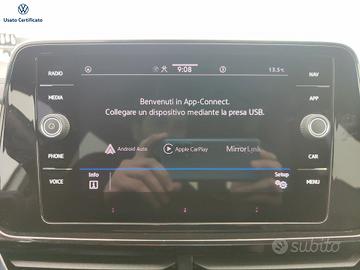 Usato Certificato
RADIO
9:08
13.5°C
NAV
MEDIA
APP
Benvenuti in App-Connect.
Collegare un dispositivo mediante la presa USB.
Android Auto
Apple CarPlay
MirrorLink
PHONE
CAR
VOICE
Info
Setup
MENU
subito